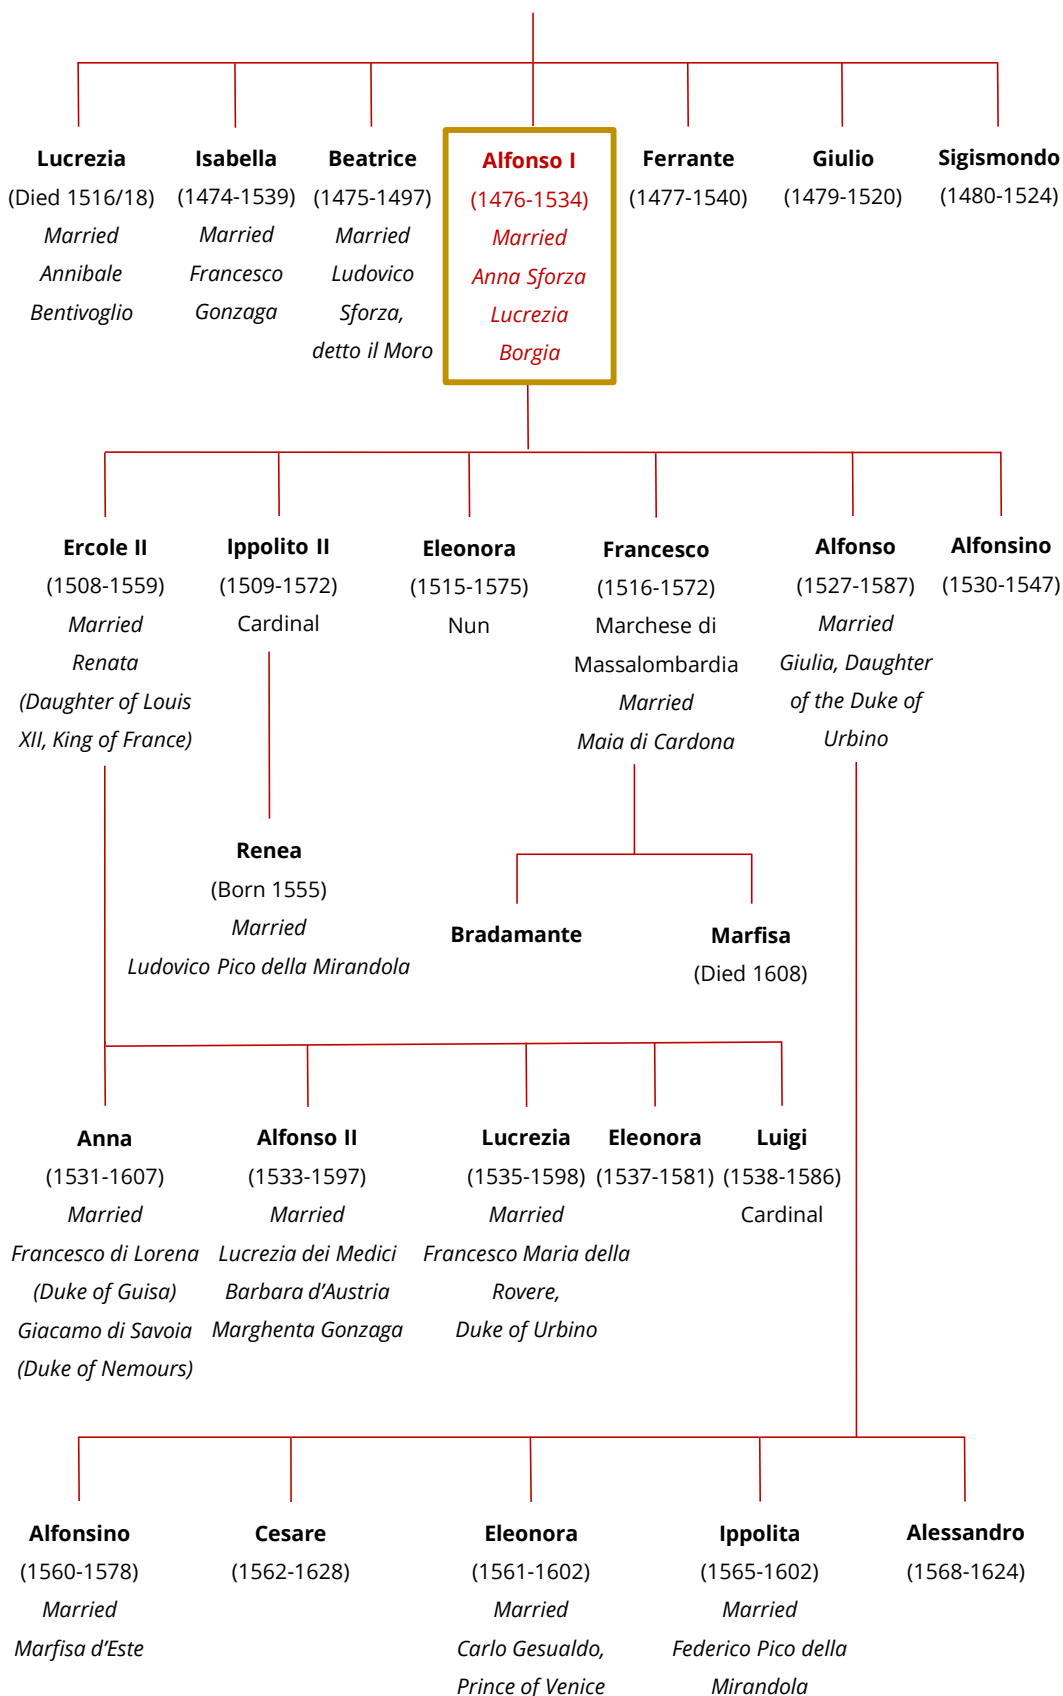 Lucrezia
(Died 1516/18)
Married
Annibale
Bentivoglio
Isabella
(1474-1539)
Married
Francesco
Gonzaga
Beatrice
(1475-1497)
Married
Ludovico
Sforza,
detto il Moro
Alfonso I
(1476-1534)
Married
Anna Sforza
Lucrezia
Borgia
Ferrante
(1477-1540)
Giulio
(1479-1520)
Sigismondo
(1480-1524)
Ercole II
(1508-1559)
Married
Renata
(Daughter of Louis
XII, King of France)
Ippolito II
(1509-1572)
Cardinal
Eleonora
(1515-1575)
Nun
Francesco
(1516-1572)
Marchese di
Massalombardia
Married
Maia di Cardona
Alfonso
(1527-1587)
Married
Giulia, Daughter
of the Duke of
Urbino
Alfonsino
(1530-1547)
Renea
(Born 1555)
Married
Ludovico Pico della Mirandola
Bradamante
Marfisa
(Died 1608)
Anna
(1531-1607)
Married
Francesco di Lorena
(Duke of Guisa)
Giacamo di Savoia
(Duke of Nemours)
Alfonso II
(1533-1597)
Married
Lucrezia dei Medici
Barbara d’Austria
Marghenta Gonzaga
Lucrezia
(1535-1598)
Married
Francesco Maria della
Rovere,
Duke of Urbino
Eleonora
(1537-1581)
Luigi
(1538-1586)
Cardinal
Alfonsino
(1560-1578)
Married
Marfisa d’Este
Cesare
(1562-1628)
Eleonora
(1561-1602)
Married
Carlo Gesualdo,
Prince of Venice
Ippolita
(1565-1602)
Married
Federico Pico della
Mirandola
Alessandro
(1568-1624)